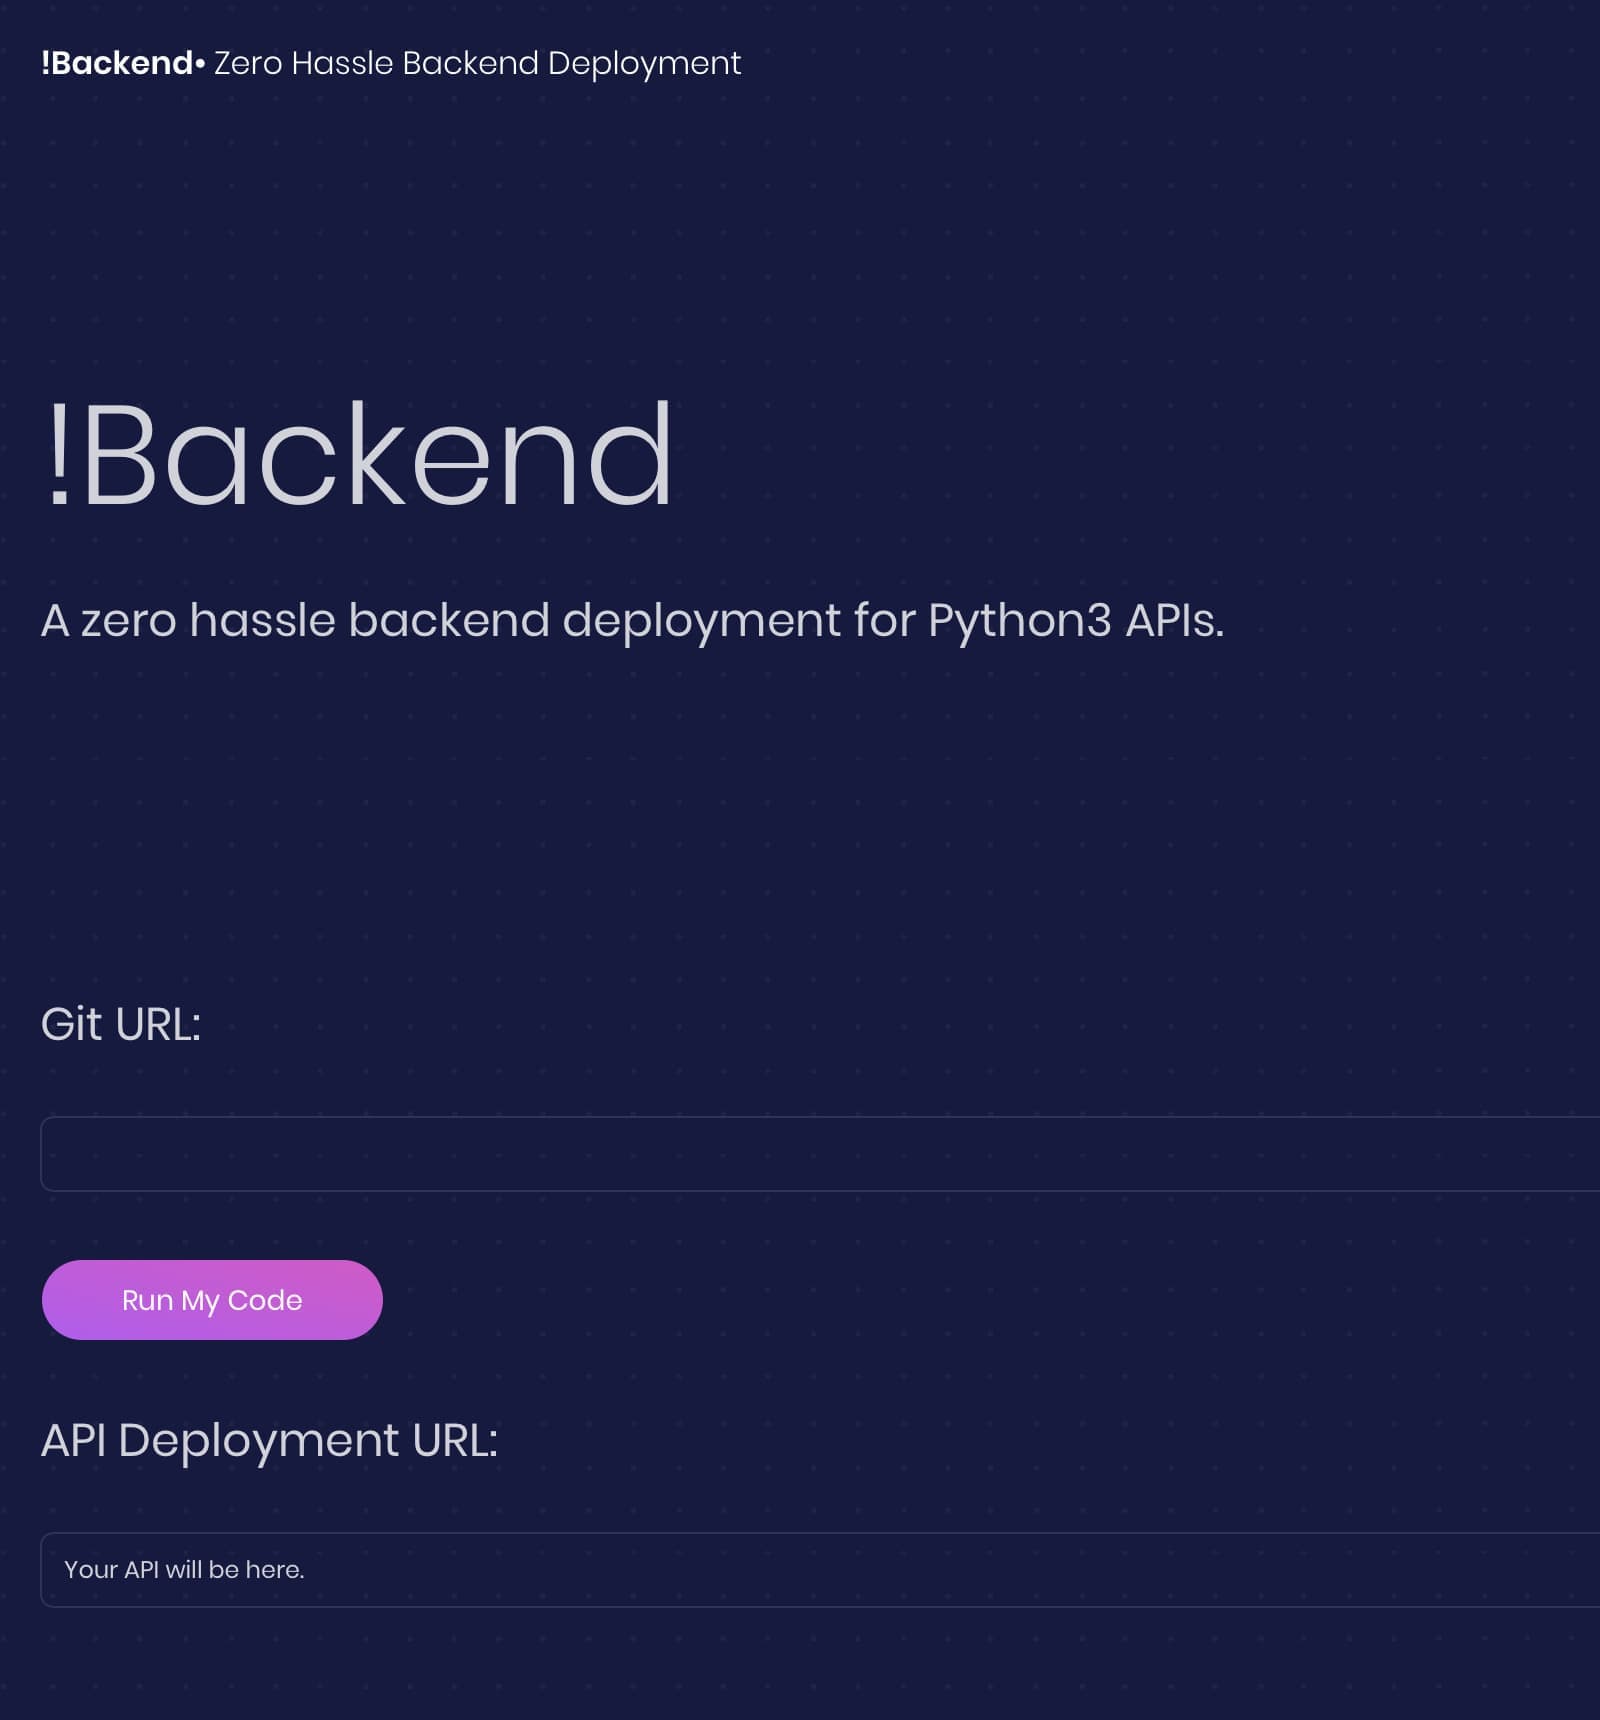 !Backend• Zero Hassle Backend Deployment
!Backend
A zero hassle backend deployment for Python3 APIs.
Git URL:
Run My Code
API Deployment URL:
Your API will be here.